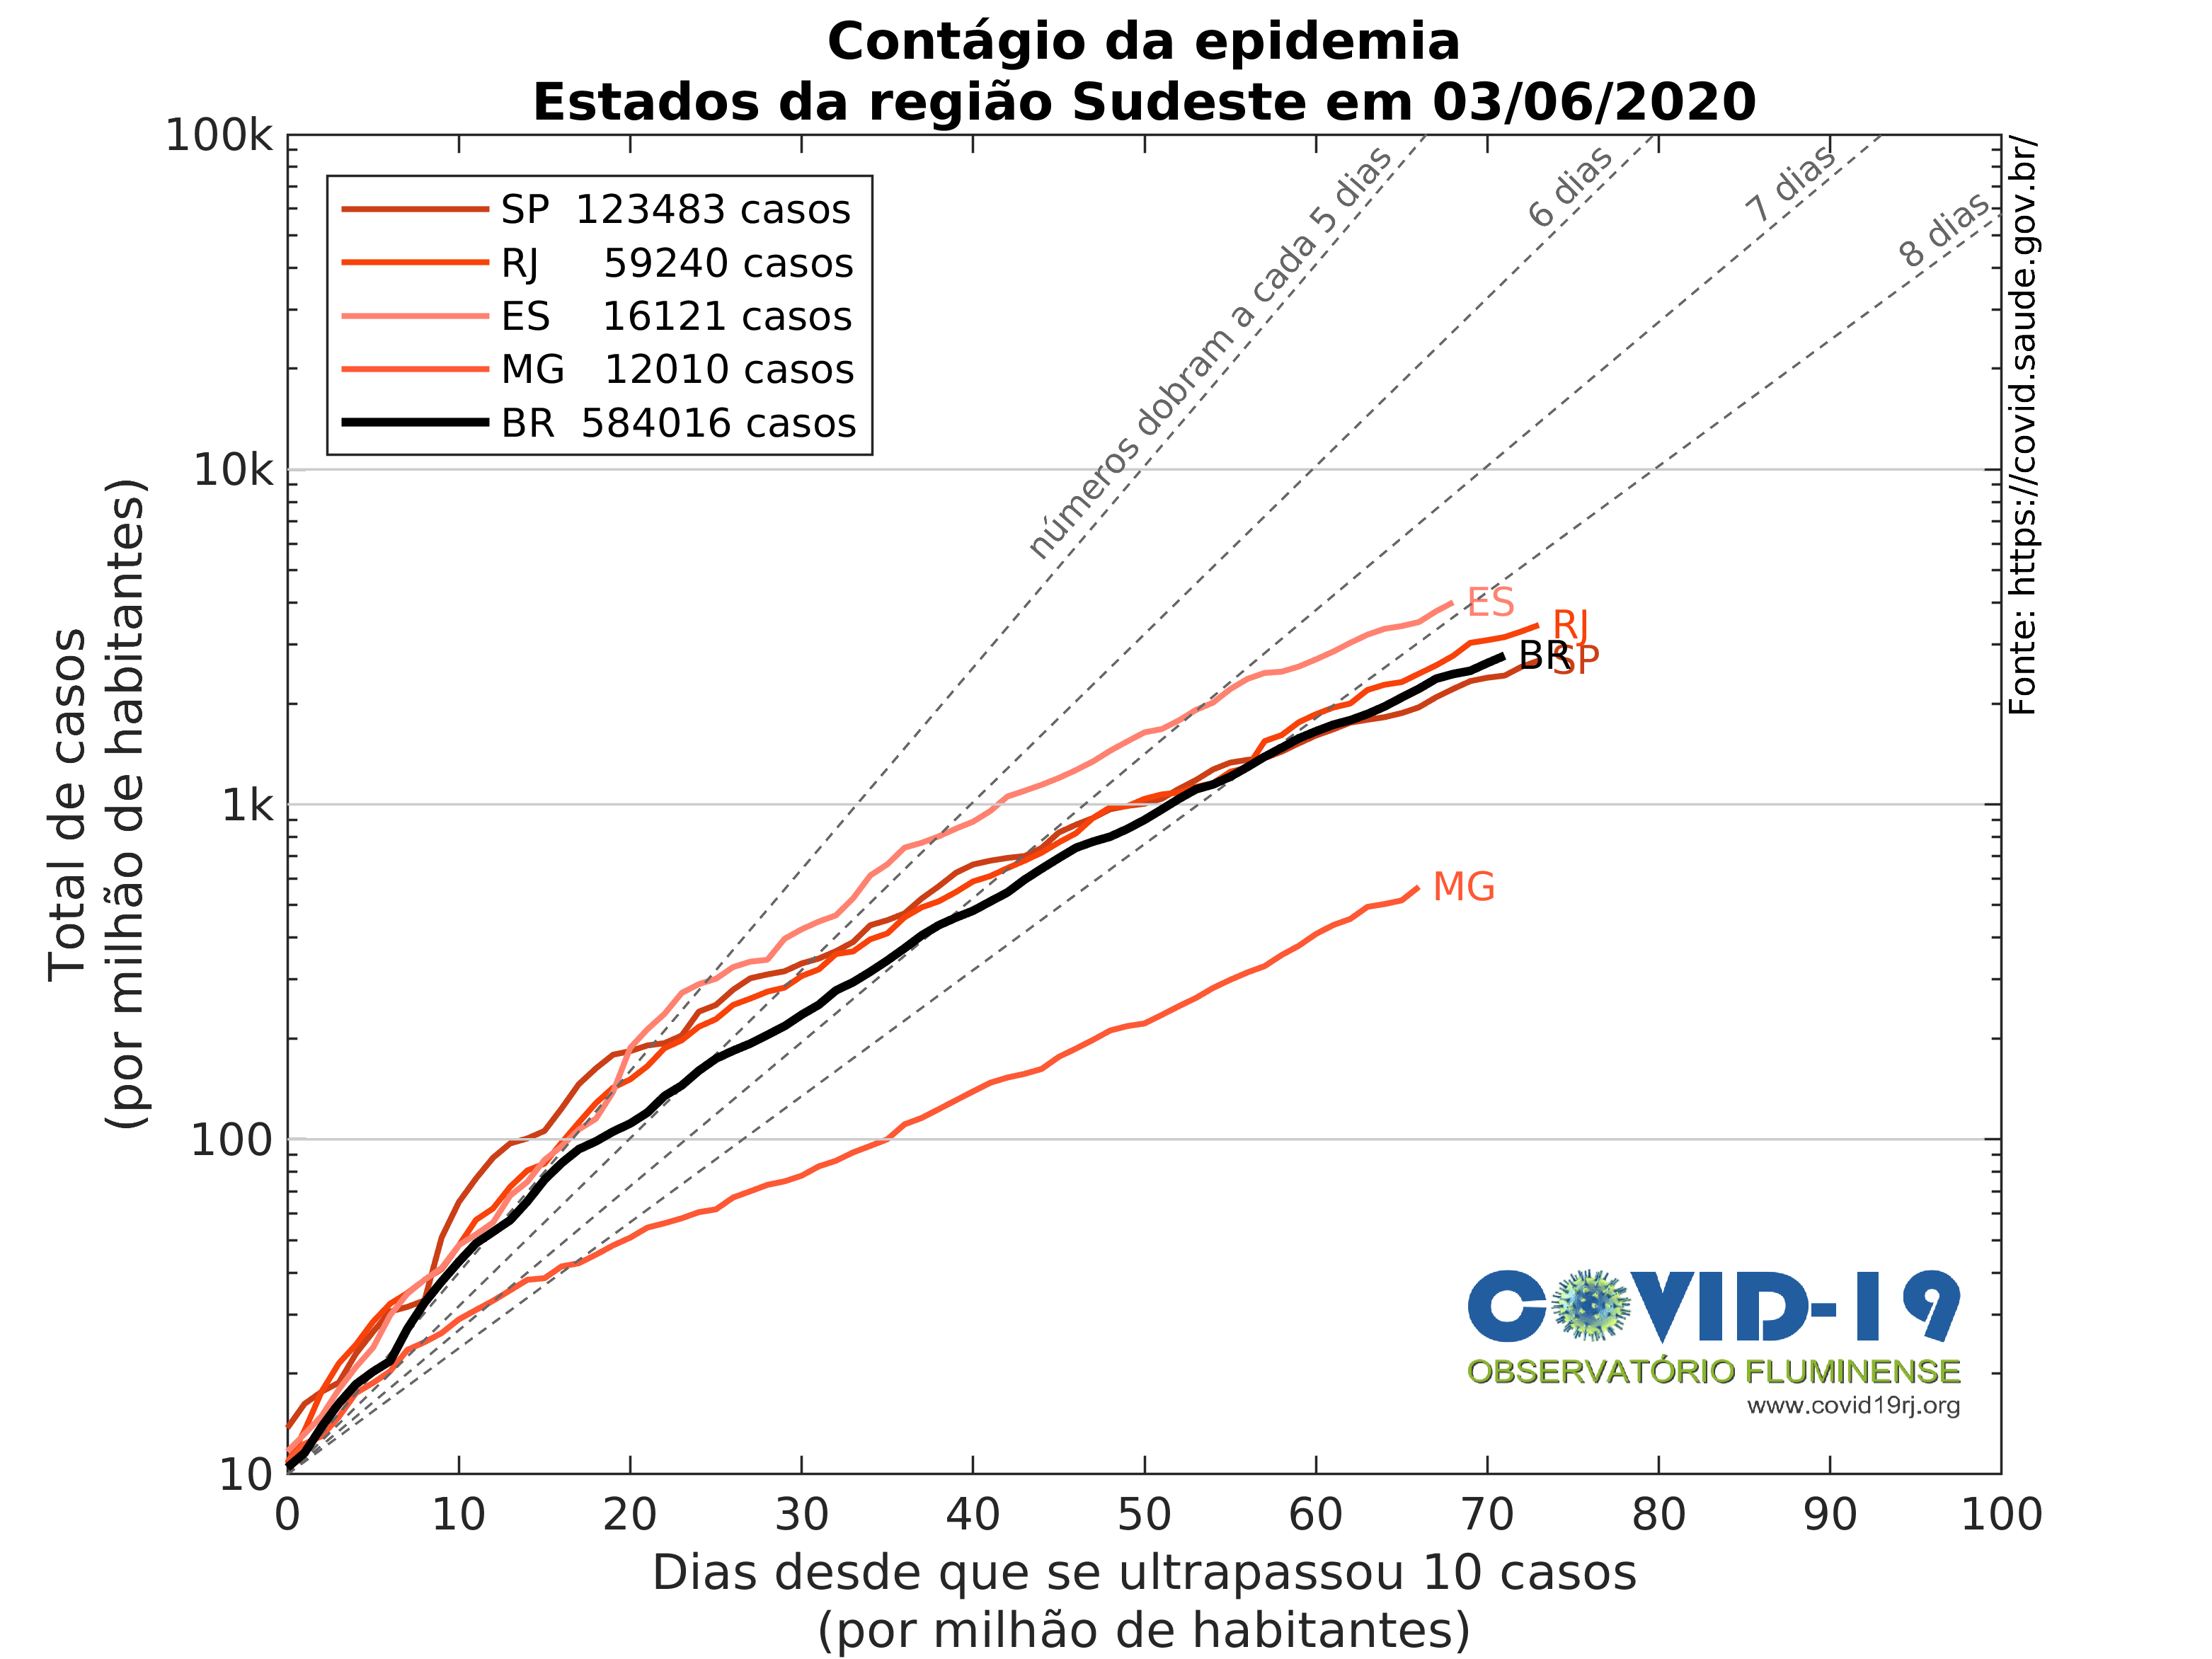 Contágio da epidemia
Estados da região Sudeste em 03/06/2020
100k
10k
1k
100
10
Total de casos
(por milhão de habitantes)
SP 123483 casos
RJ 59240 casos
ES 16121 casos
MG 12010 casos
BR 584016 casos
números dobram a cada 5 dias
6 dias
7 dias
8 dias
Fonte: https://covid.saude.gov.br/
ES
RJ
BR
SP
MG
COVID-19
OBSERVATÓRIO FLUMINENSE
www.covid19rj.org
0 10 20 30 40 50 60 70 80 90 100
Dias desde que se ultrapassou 10 casos
(por milhão de habitantes)